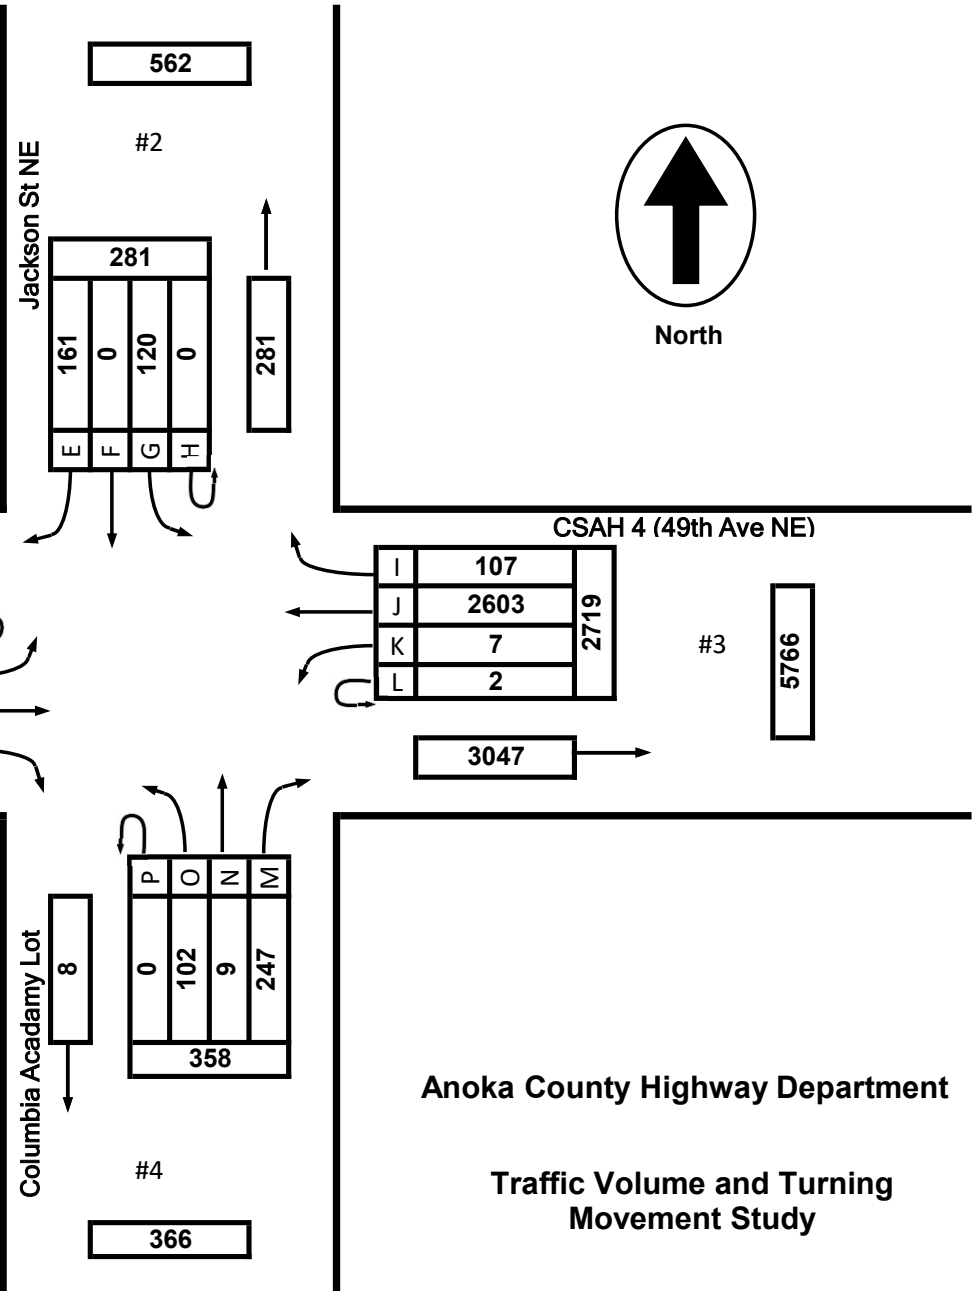 562
#2
Jackson St NE
281
161
0
120
0
E
F
G
H
281
North
CSAH 4 (49th Ave NE)
I 107
J 2603
K 7
L 2
2719
#3
5766
3047
P
O
N
M
0
102
9
247
358
8
Columbia Acadamy Lot
#4
366
Anoka County Highway Department
Traffic Volume and Turning
Movement Study